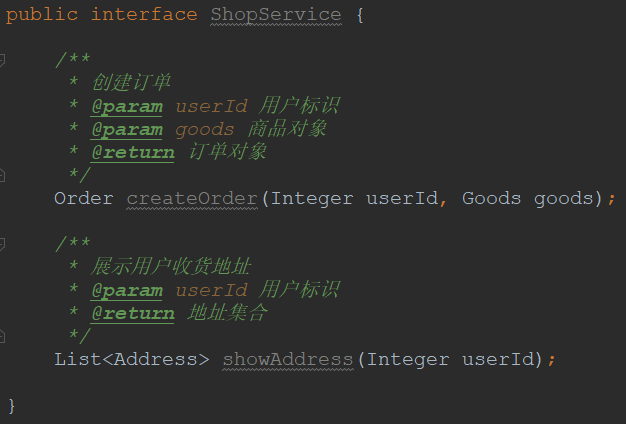 public interface ShopService {
/**
* 创建订单
* @param userId 用户标识
* @param goods 商品对象
* @return 订单对象
*/
Order createOrder(Integer userId, Goods goods);
/**
* 展示用户收货地址
* @param userId 用户标识
* @return 地址集合
*/
List<Address> showAddress(Integer userId);
}